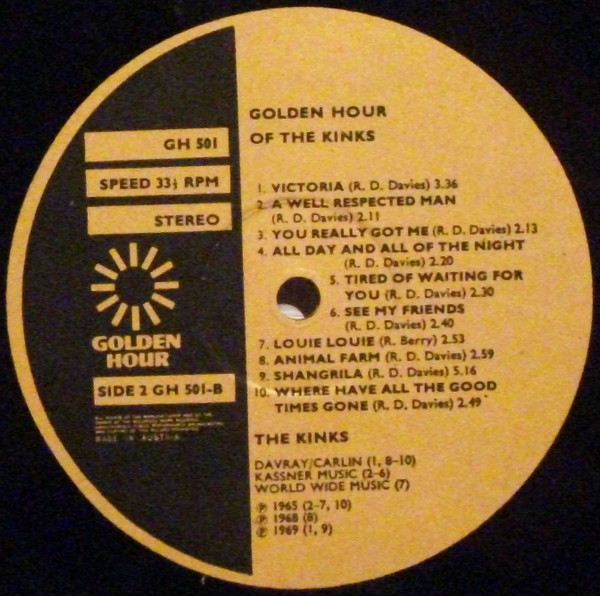 GH 501
SPEED 33⅓ RPM
STEREO
GOLDEN
HOUR
SIDE 2 GH 501-B
MADE IN AUSTRIA
GOLDEN HOUR
OF THE KINKS
1. VICTORIA (R. D. Davies) 3.36
2. A WELL RESPECTED MAN
(R. D. Davies) 2.11
3. YOU REALLY GOT ME (R. D. Davies) 2.13
4. ALL DAY AND ALL OF THE NIGHT
(R. D. Davies) 2.20
5. TIRED OF WAITING FOR
YOU (R. D. Davies) 2.30
6. SEE MY FRIENDS
(R. D. Davies) 2.40
7. LOUIE LOUIE (R. Berry) 2.53
8. ANIMAL FARM (R. D. Davies) 2.59
9. SHANGRILA (R. D. Davies) 5.16
10. WHERE HAVE ALL THE GOOD
TIMES GONE (R. D. Davies) 2.49
THE KINKS
DAVRAY/CARLIN (1, 8-10)
KASSNER MUSIC (2-6)
WORLD WIDE MUSIC (7)
℗ 1965 (2-7, 10)
℗ 1968 (8)
℗ 1969 (1, 9)